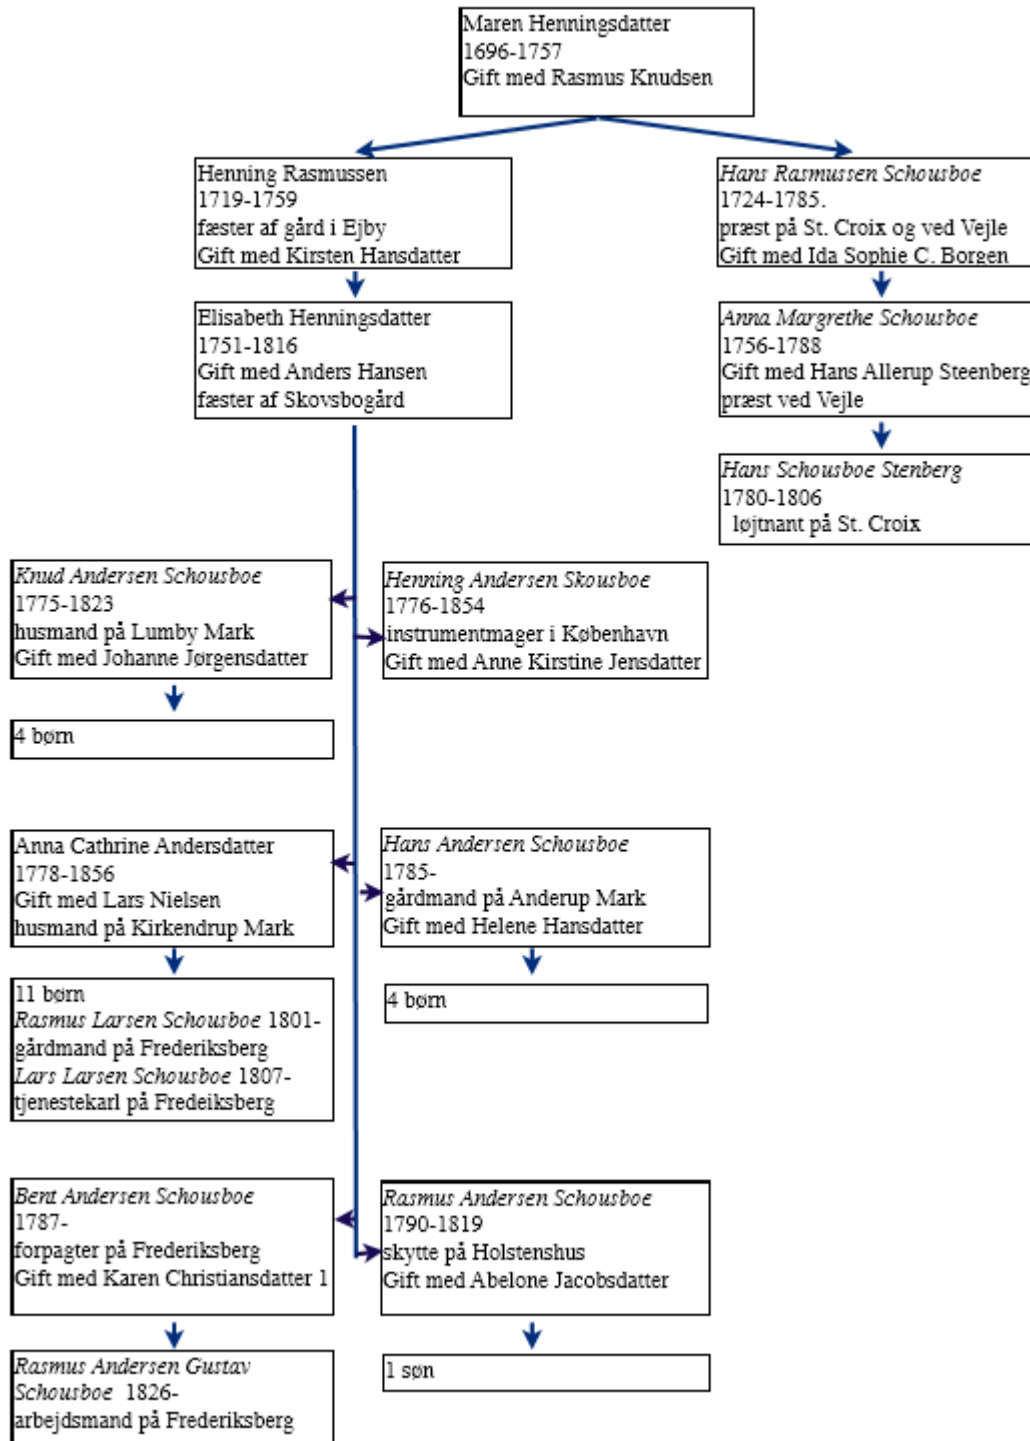 Maren Henningsdatter
1696-1757
Gift med Rasmus Knudsen
Henning Rasmussen
1719-1759
fæster af gård i Ejby
Gift med Kirsten Hansdatter
Hans Rasmussen Schousboe
1724-1785.
præst på St. Croix og ved Vejle
Gift med Ida Sophie C. Borgen
Elisabeth Henningsdatter
1751-1816
Gift med Anders Hansen
fæster af Skovsbogård
Anna Margrethe Schousboe
1756-1788
Gift med Hans Allerup Steenberg
præst ved Vejle
Hans Schousboe Stenberg
1780-1806
løjtnant på St. Croix
Knud Andersen Schousboe
1775-1823
husmand på Lumby Mark
Gift med Johanne Jørgensdatter
Henning Andersen Skousboe
1776-1854
instrumentmager i København
Gift med Anne Kirstine Jensdatter
4 børn
Anna Cathrine Andersdatter
1778-1856
Gift med Lars Nielsen
husmand på Kirkendrup Mark
Hans Andersen Schousboe
1785-
gårdmand på Anderup Mark
Gift med Helene Hansdatter
11 børn
Rasmus Larsen Schousboe 1801-
gårdmand på Frederiksberg
Lars Larsen Schousboe 1807-
tjenestekarl på Fredeiksberg
4 børn
Bent Andersen Schousboe
1787-
forpagter på Frederiksberg
Gift med Karen Christiansdatter 1
Rasmus Andersen Schousboe
1790-1819
skytte på Holstenshus
Gift med Abelone Jacobsdatter
Rasmus Andersen Gustav
Schousboe 1826-
arbejdsmand på Frederiksberg
1 søn